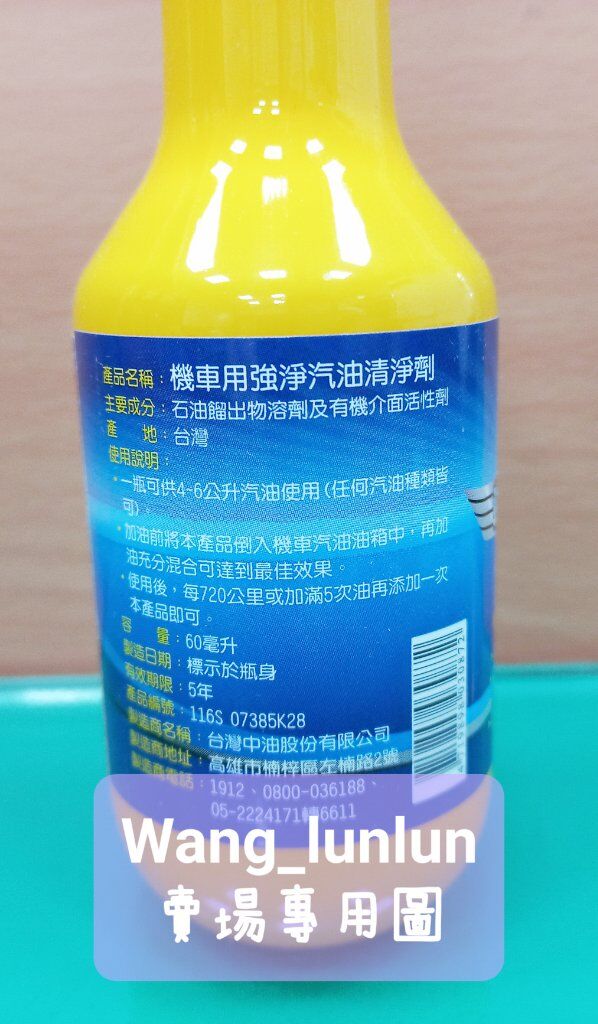 產品名稱：機車用強淨汽油清淨劑
主要成分：石油餾出物溶劑及有機介面活性劑
產　　地：台灣
使用說明：
·一瓶可供4~6公升汽油使用(任何汽油種類皆
可)。
·加油前將本產品倒入機車汽油油箱中，再加
油充分混合可達到最佳效果。
·使用後，每720公里或加滿5次油再添加一次
本產品即可。
容　　量：60毫升
製造日期：標示於瓶身
有效期限：5年
產品編號：116S 07385K28
製造商名稱：台灣中油股份有限公司
製造商地址：高雄市楠梓區左楠路2號
製造商電話：1912、0800-036188、
05-2224171轉6611
Wang_lunlun
賣場專用圖